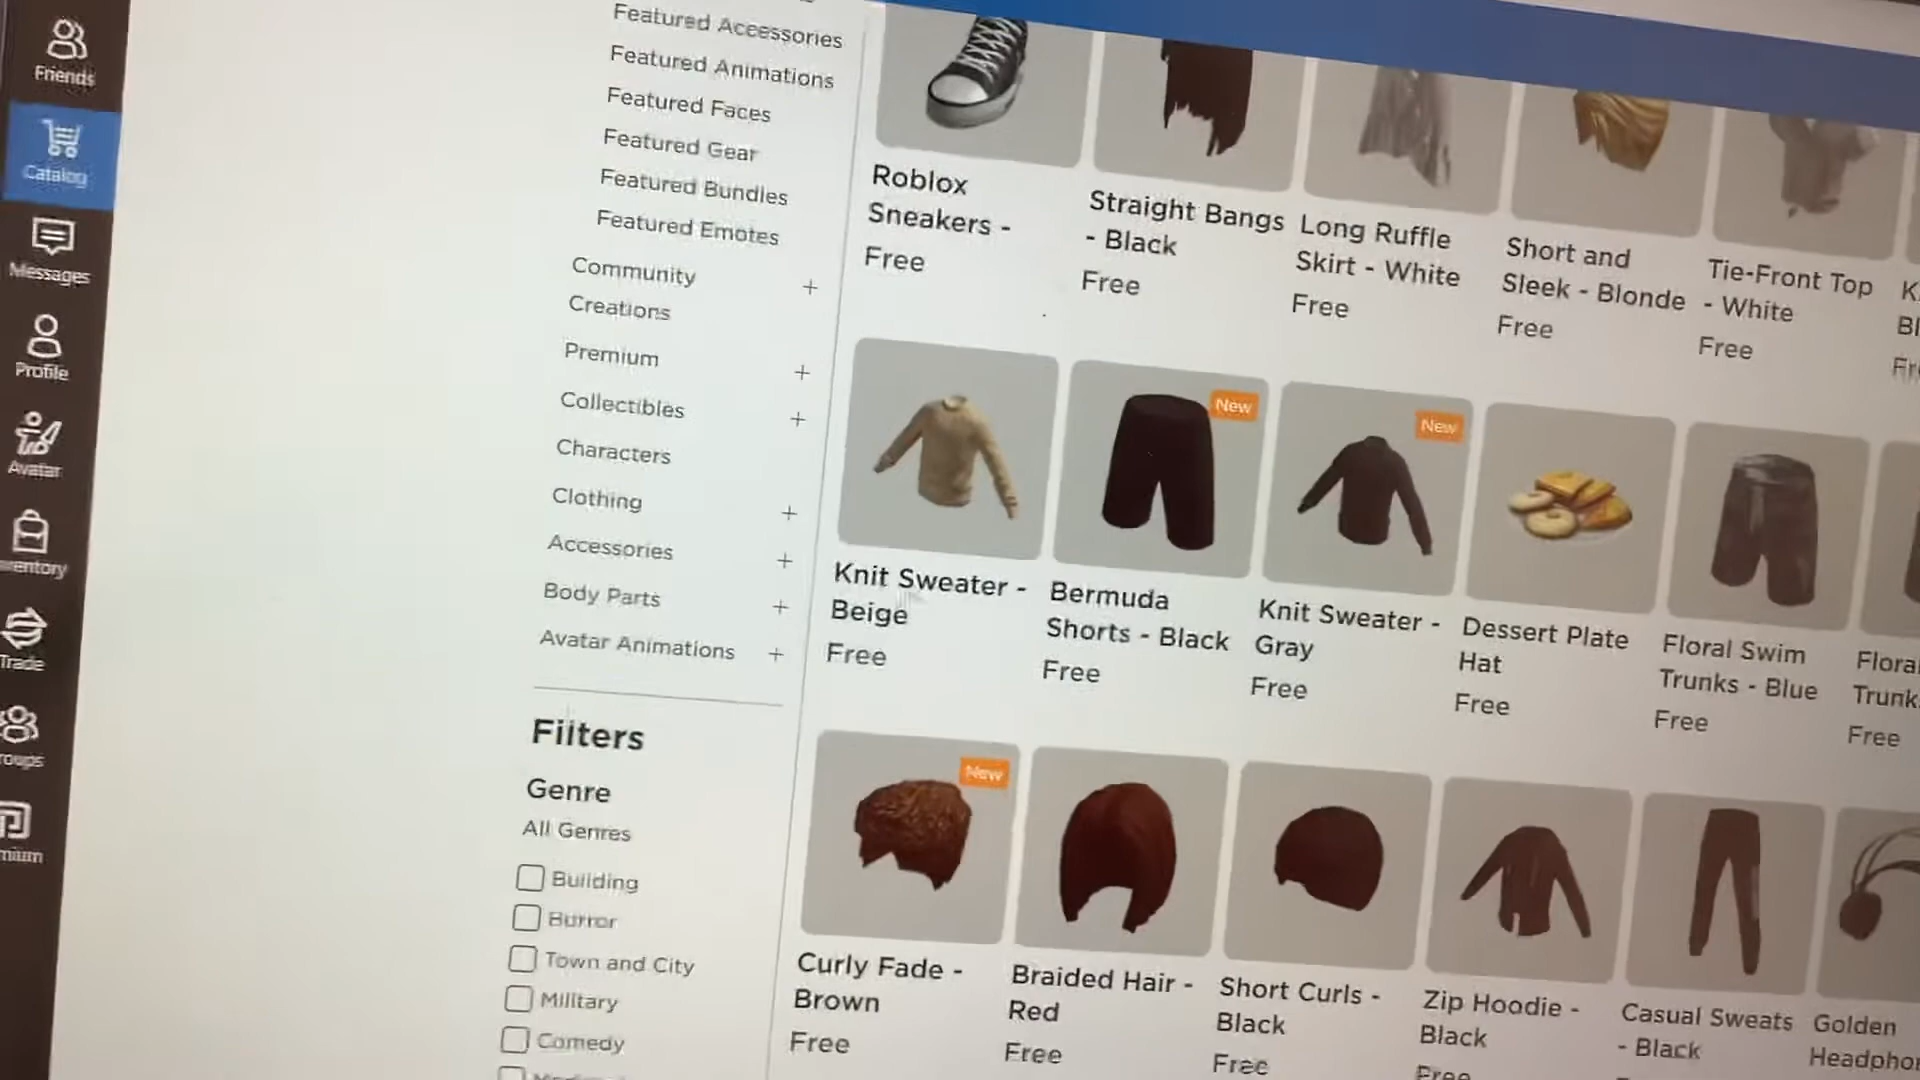 Friends
Catalog
Messages
Profile
Avatar
Trade
Featured Accessories
Featured Animations
Featured Faces
Featured Gear
Featured Bundles
Featured Emotes
Community
Creations
Premium
Collectibles
Characters
Clothing
Accessories
Body Parts
Avatar Animations
Filters
Genre
All Genres
Building
Town and City
Military
Comedy
Roblox
Sneakers -
Free
Straight Bangs
- Black
Free
Long Ruffle
Skirt - White
Free
Short and
Sleek - Blonde
Free
Tie-Front Top
- White
Free
Knit Sweater -
Beige
Free
New
Bermuda
Shorts - Black
Free
New
Knit Sweater -
Gray
Free
Dessert Plate
Hat
Free
Floral Swim
Trunks - Blue
Free
Floral
Trunk
Free
New
Curly Fade -
Brown
Free
Braided Hair -
Red
Free
Short Curls -
Black
Free
Zip Hoodie -
Black
Free
Casual Sweats
- Black
Golden